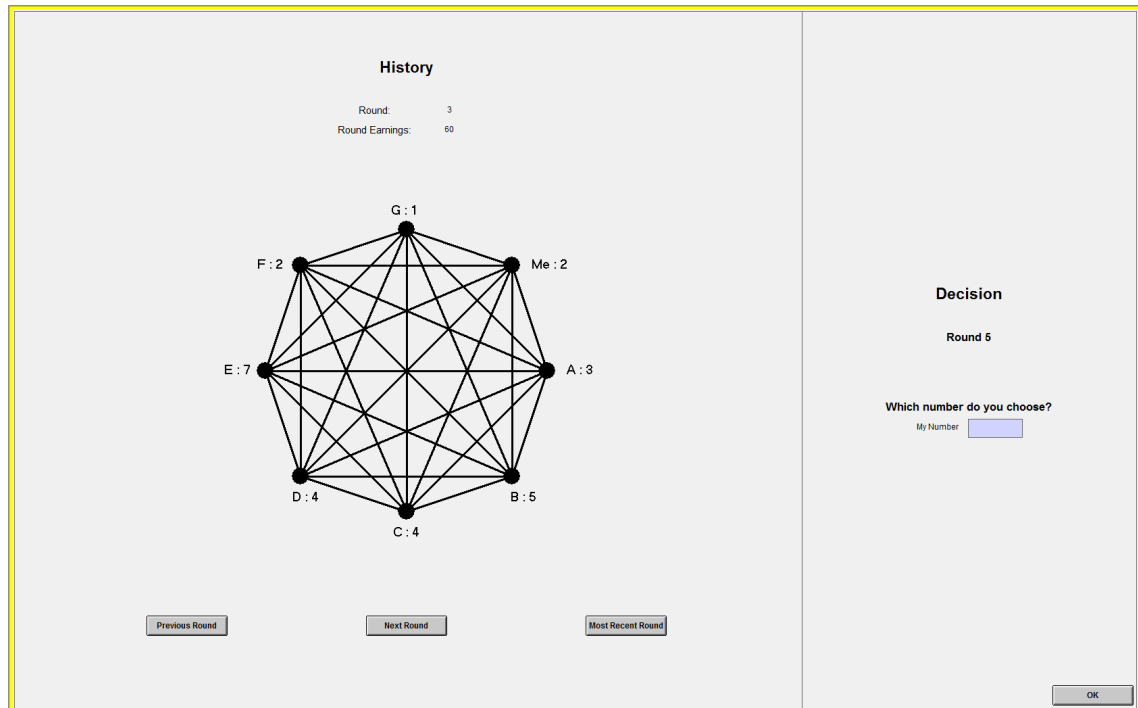 History
Round: 3
Round Earnings: 60
G : 1
F : 2
Me : 2
E : 7
A : 3
D : 4
B : 5
C : 4
Previous Round
Next Round
Most Recent Round
Decision
Round 5
Which number do you choose?
My Number
OK